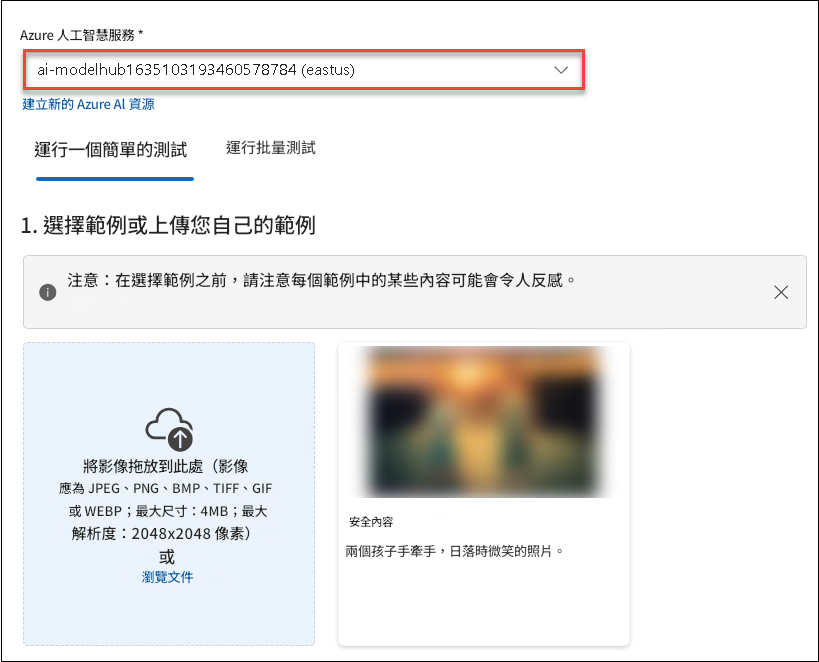 Azure 人工智慧服務 *
ai-modelhub1635103193460578784 (eastus)
建立新的 Azure AI 資源
運行一個簡單的測試
運行批量測試
1. 選擇範例或上傳您自己的範例
注意：在選擇範例之前，請注意每個範例中的某些內容可能會令人反感。
將影像拖放到此處（影像
應為 JPEG、PNG、BMP、TIFF、GIF
或 WEBP；最大尺寸：4MB；最大
解析度：2048x2048 像素）
或
瀏覽文件
安全內容
兩個孩子手牽手，日落時微笑的照片。